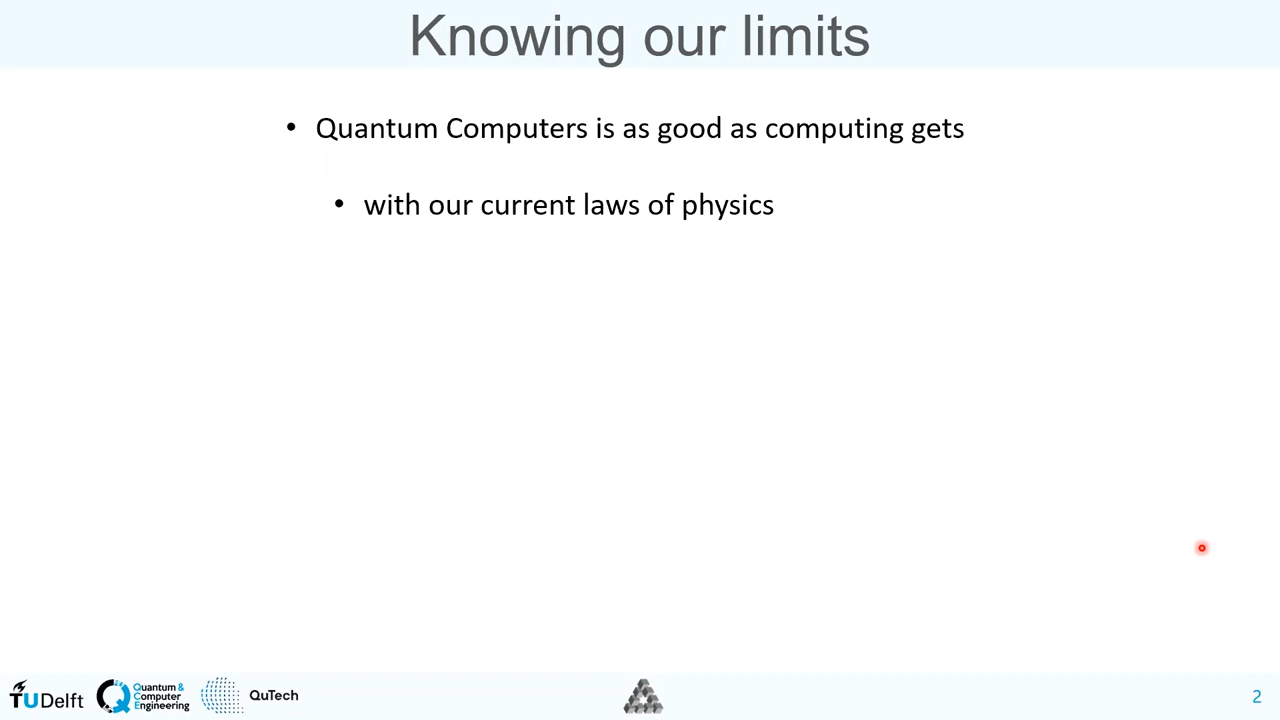 Knowing our limits
• Quantum Computers is as good as computing gets
• with our current laws of physics
TUDelft
Quantum &
Computer
Engineering
QuTech
2